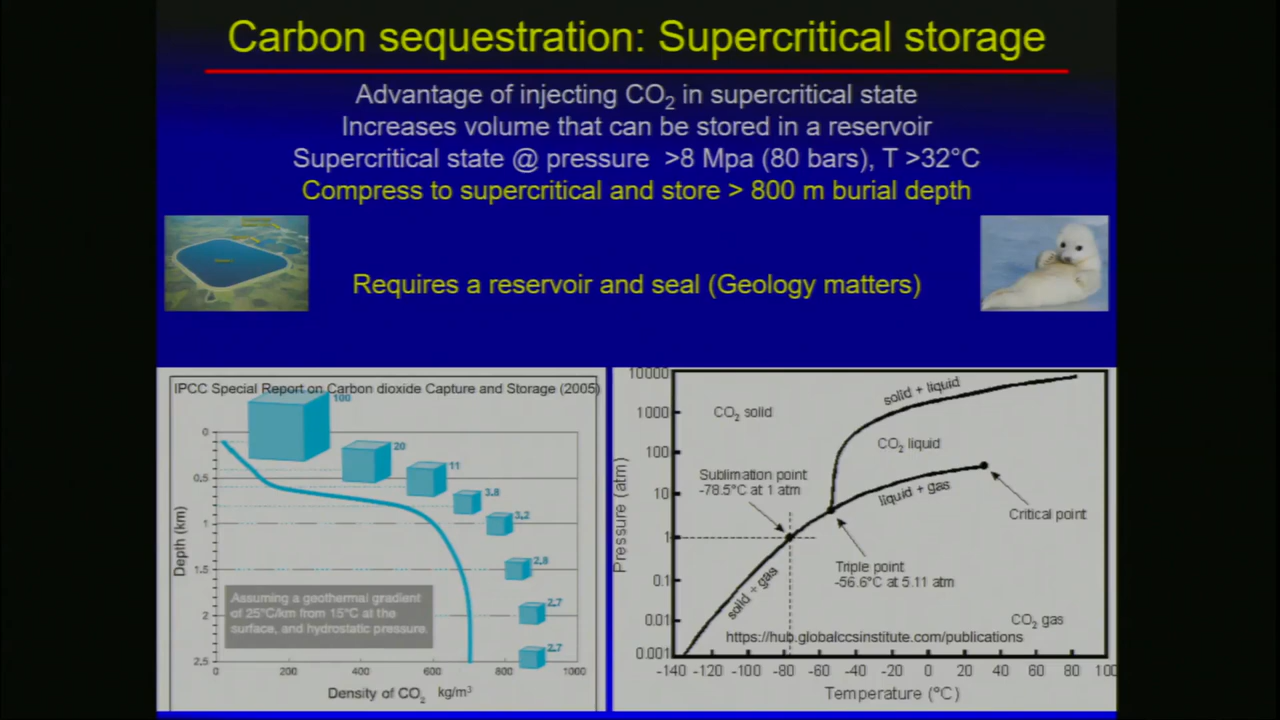 Carbon sequestration: Supercritical storage
Advantage of injecting CO₂ in supercritical state
Increases volume that can be stored in a reservoir
Supercritical state @ pressure >8 Mpa (80 bars), T >32°C
Compress to supercritical and store > 800 m burial depth
Requires a reservoir and seal (Geology matters)
IPCC Special Report on Carbon dioxide Capture and Storage (2005)
100
20
11
3.8
3.2
2.8
2.7
2.7
0
0.5
1
1.5
2
2.5
Depth (km)
Assuming a geothermal gradient
of 25°C/km from 15°C at the
surface, and hydrostatic pressure.
0 200 400 600 800 1000
Density of CO₂ kg/m³
10000
1000
100
10
1
0.1
0.01
0.001
Pressure (atm)
CO₂ solid
solid + liquid
CO₂ liquid
Sublimation point
-78.5°C at 1 atm
liquid + gas
Critical point
Triple point
-56.6°C at 5.11 atm
solid + gas
CO₂ gas
https://hub.globalccsinstitute.com/publications
-140 -120 -100 -80 -60 -40 -20 0 20 40 60 80 100
Temperature (°C)